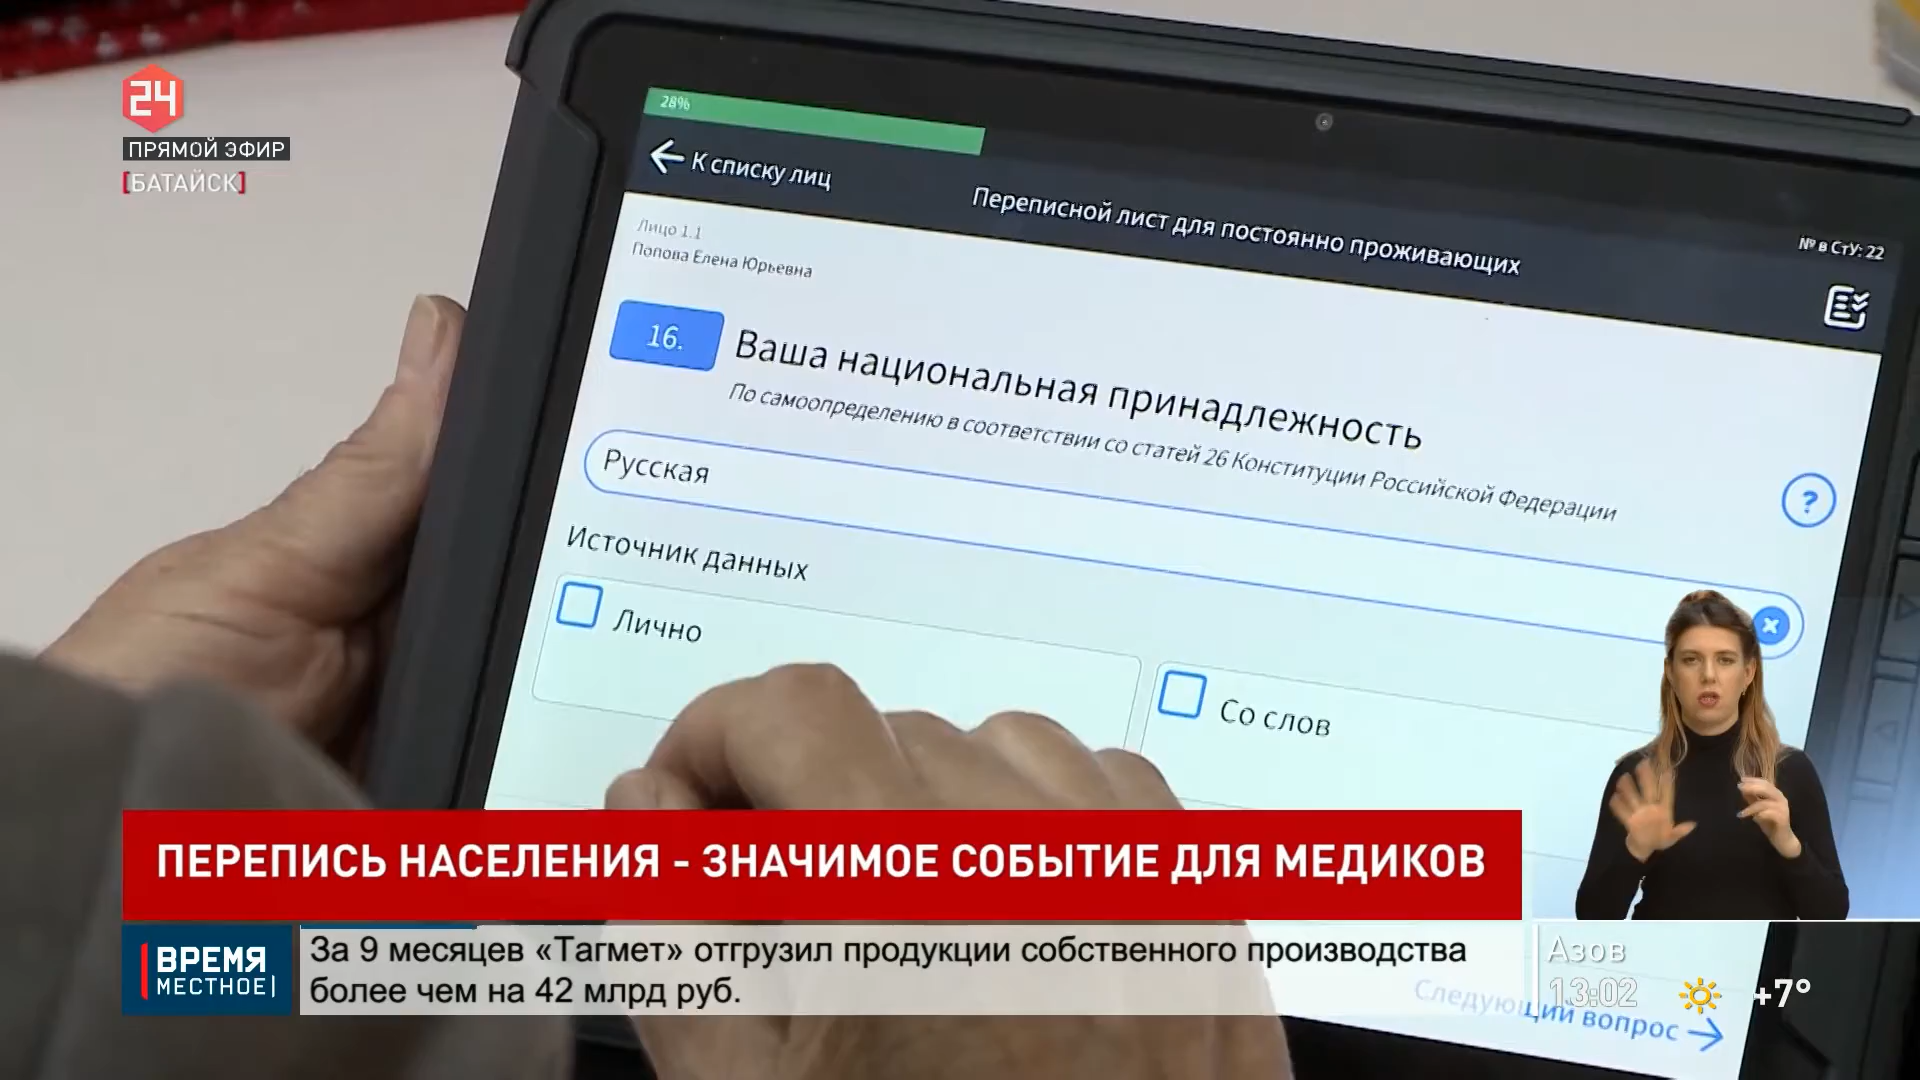 24
ПРЯМОЙ ЭФИР
[БАТАЙСК]
28%
← К списку лиц
Переписной лист для постоянно проживающих
№ в СтУ: 22
Лицо 1.1
Попова Елена Юрьевна
16.
Ваша национальная принадлежность
По самоопределению в соответствии со статей 26 Конституции Российской Федерации
?
Русская
Источник данных
Лично
Со слов
ПЕРЕПИСЬ НАСЕЛЕНИЯ - ЗНАЧИМОЕ СОБЫТИЕ ДЛЯ МЕДИКОВ
ВРЕМЯ
МЕСТНОЕ
За 9 месяцев «Тагмет» отгрузил продукции собственного производства
более чем на 42 млрд руб.
Азов
13:02
+7°
Следующий вопрос →